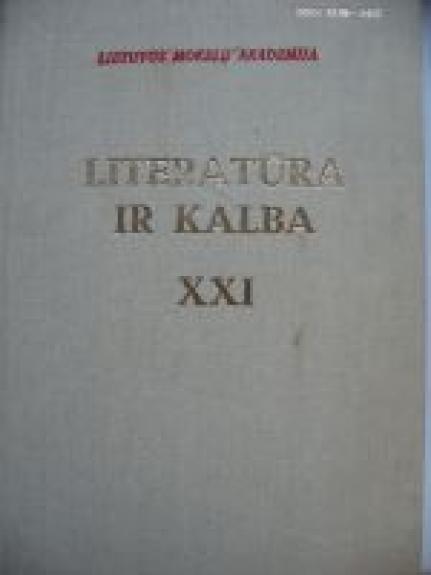 LIETUVOS MOKSLŲ AKADEMIJA
LITERATŪRA
IR KALBA
XXI